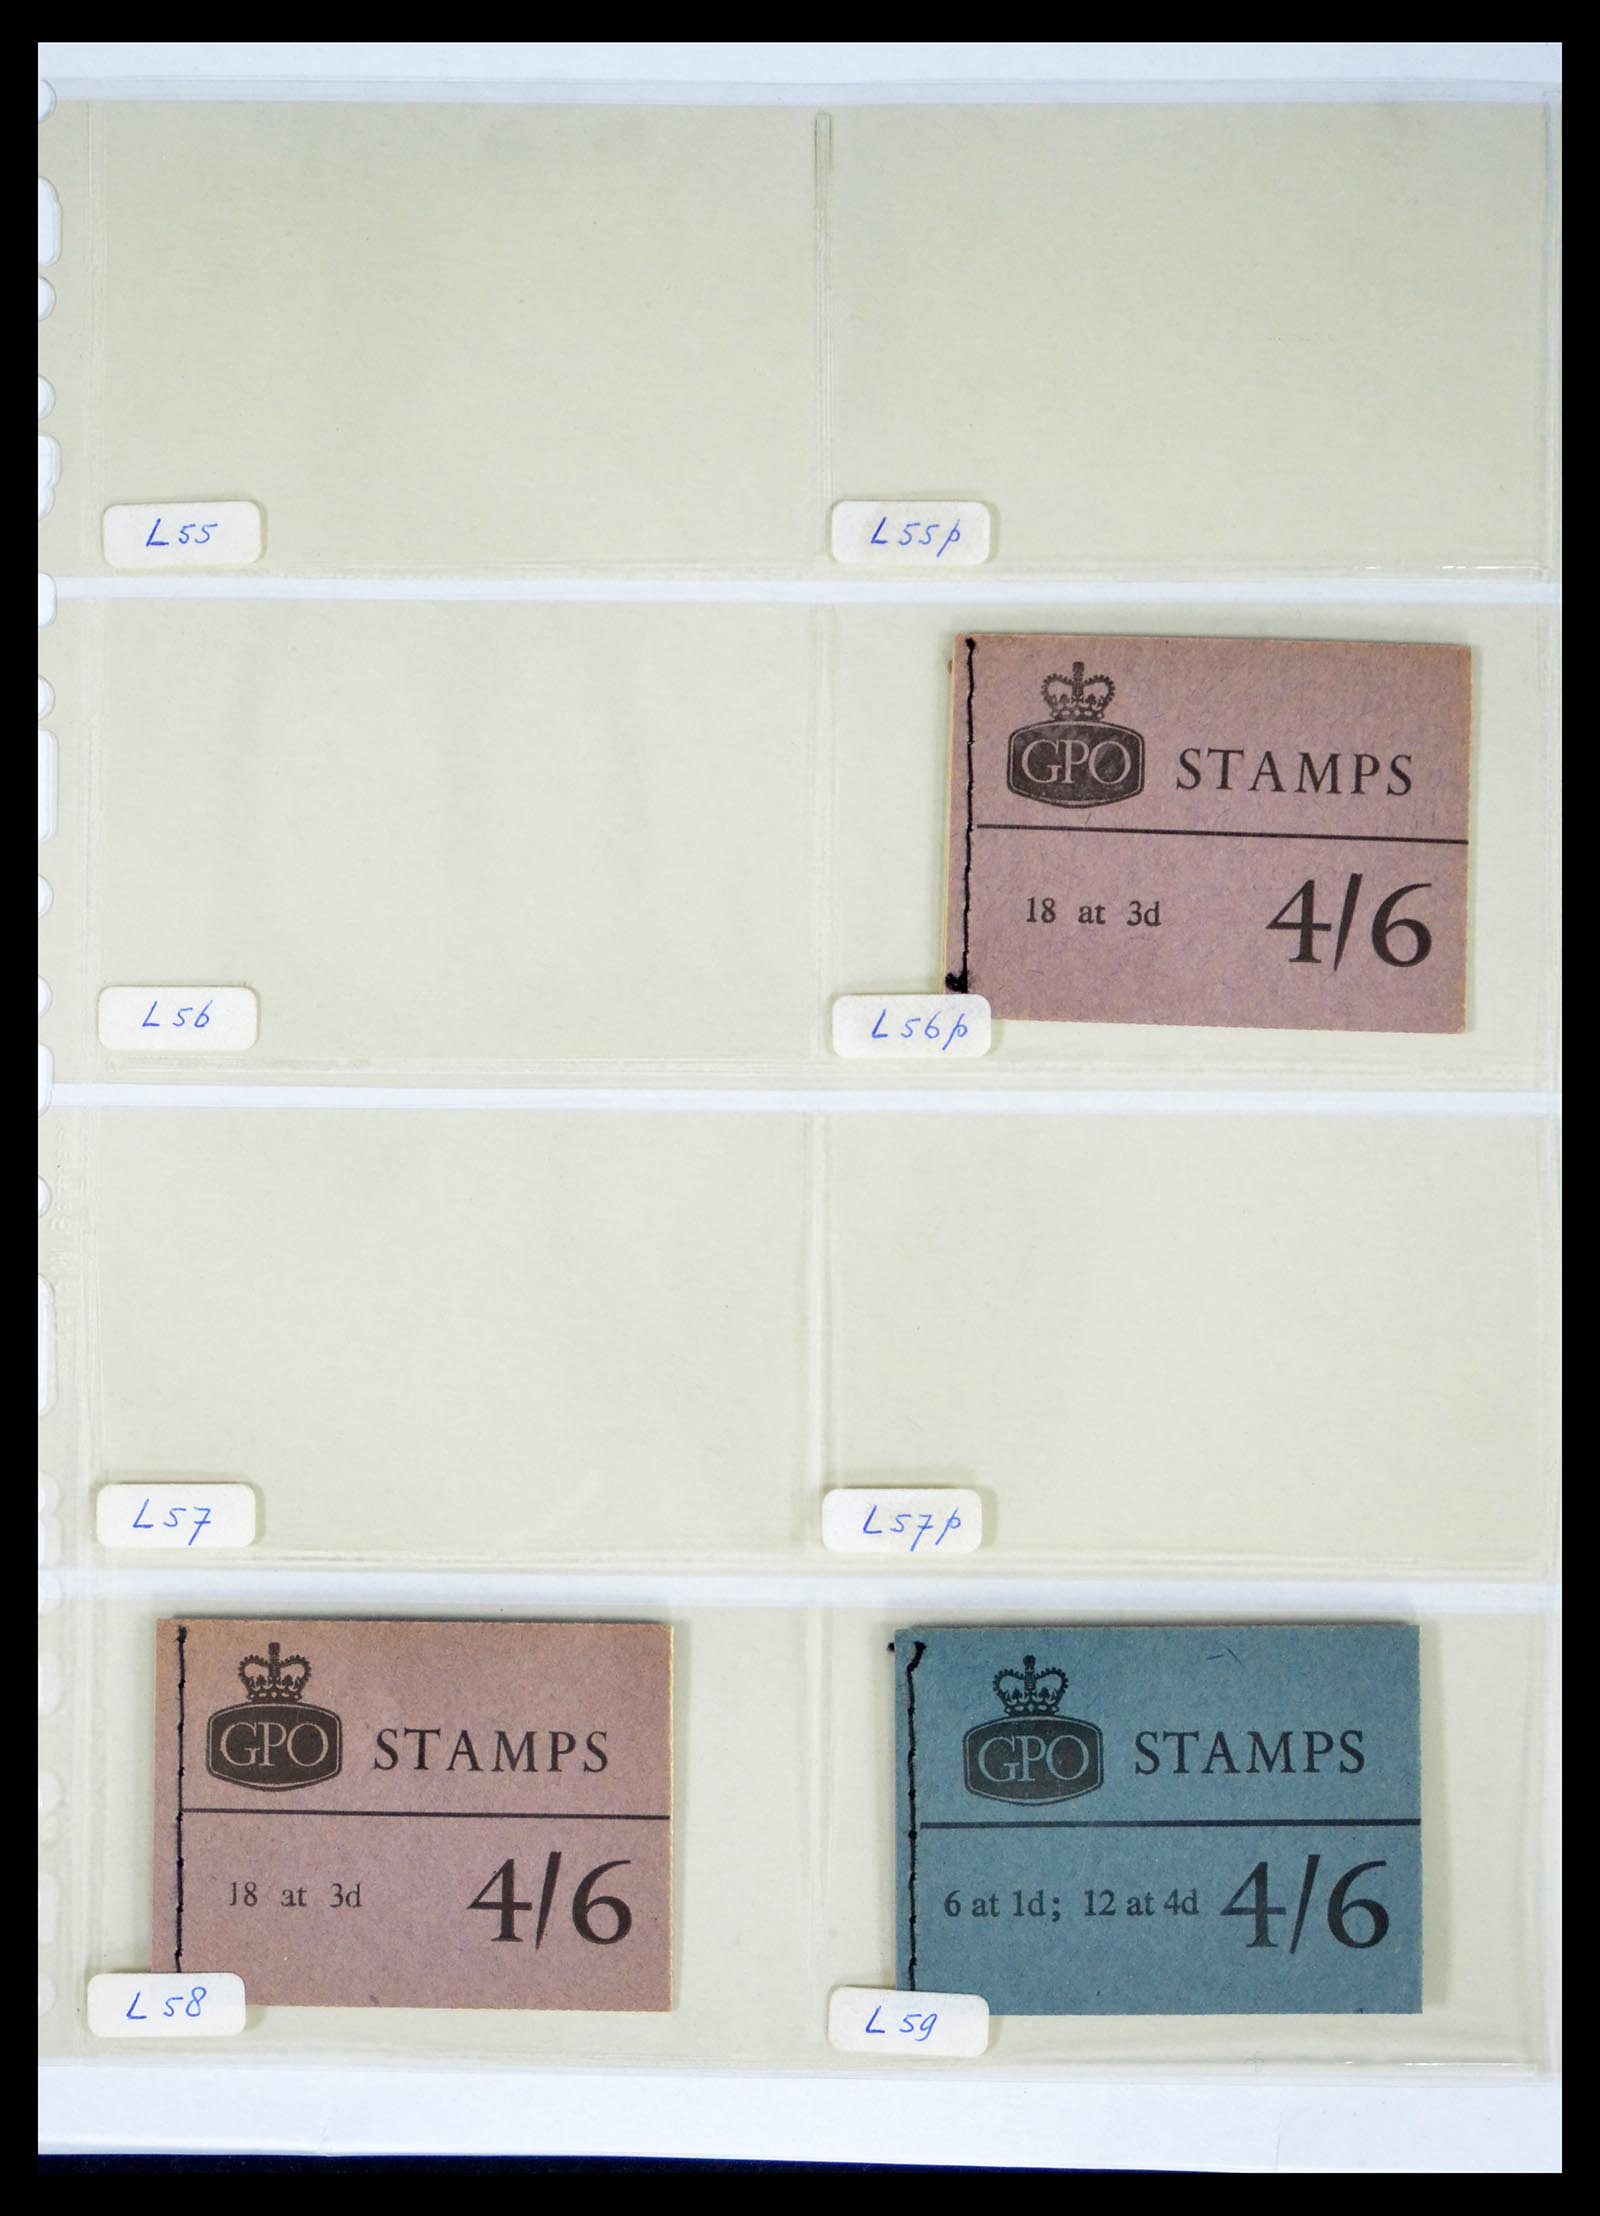 L55
L55p
GPO STAMPS
18 at 3d 4/6
L56
L56p
L57
L57p
GPO STAMPS
18 at 3d 4/6
L58
GPO STAMPS
6 at 1d; 12 at 4d 4/6
L59